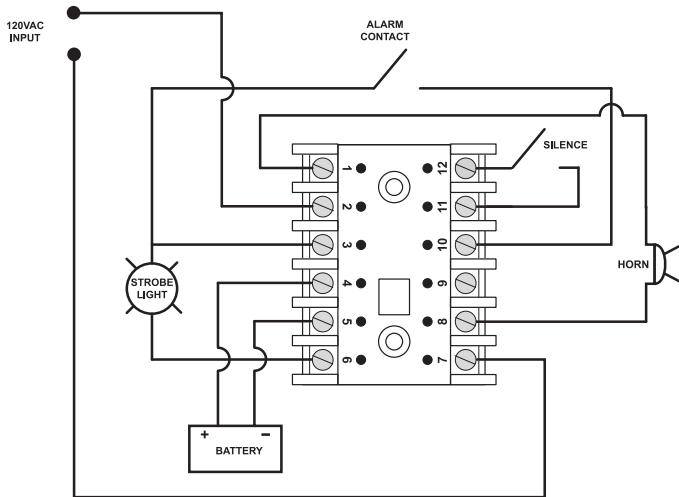 120VAC
INPUT
ALARM
CONTACT
SILENCE
1
12
2
11
3
10
STROBE
LIGHT
HORN
4
9
5
8
6
7
+ −
BATTERY